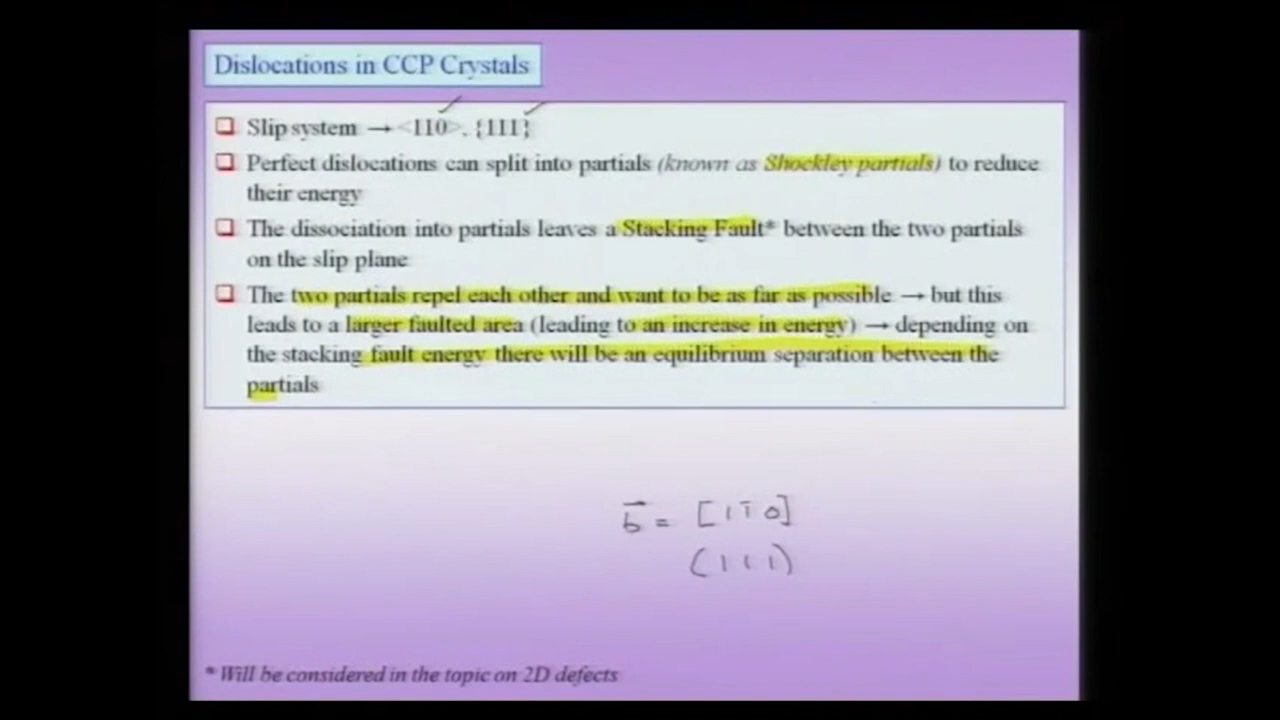 Dislocations in CCP Crystals
❑ Slip system → <110>, {111}
❑ Perfect dislocations can split into partials (known as Shockley partials) to reduce
their energy
❑ The dissociation into partials leaves a Stacking Fault* between the two partials
on the slip plane
❑ The two partials repel each other and want to be as far as possible → but this
leads to a larger faulted area (leading to an increase in energy) → depending on
the stacking fault energy there will be an equilibrium separation between the
partials
b⃗ = [1 1̅ 0]
(1 1 1)
* Will be considered in the topic on 2D defects